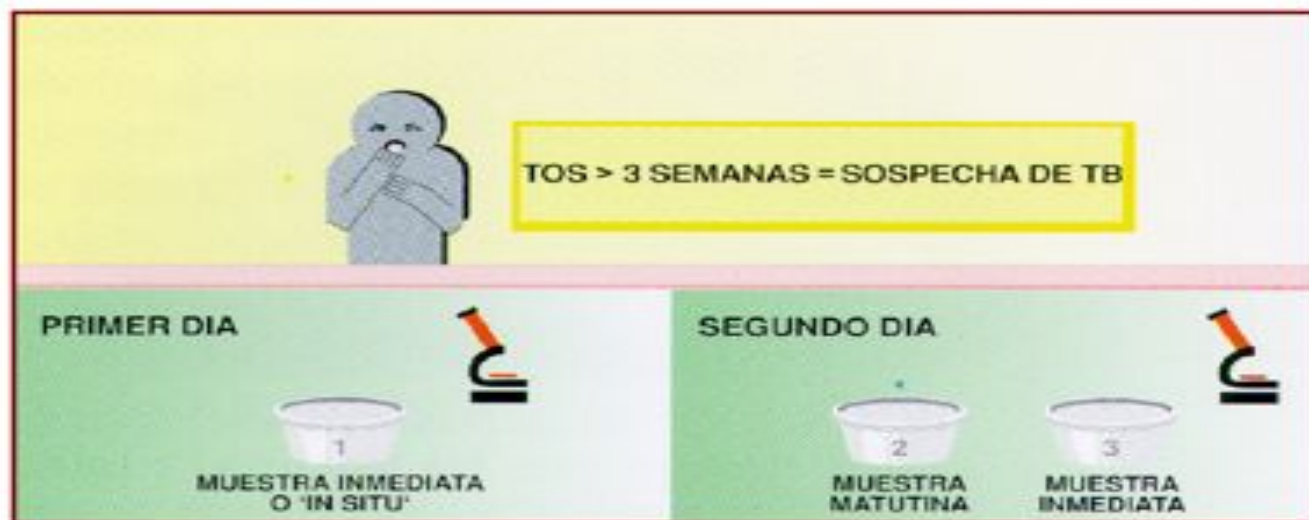 TOS > 3 SEMANAS = SOSPECHA DE TB
PRIMER DIA
1
MUESTRA INMEDIATA
O 'IN SITU'
SEGUNDO DIA
2
MUESTRA
MATUTINA
3
MUESTRA
INMEDIATA